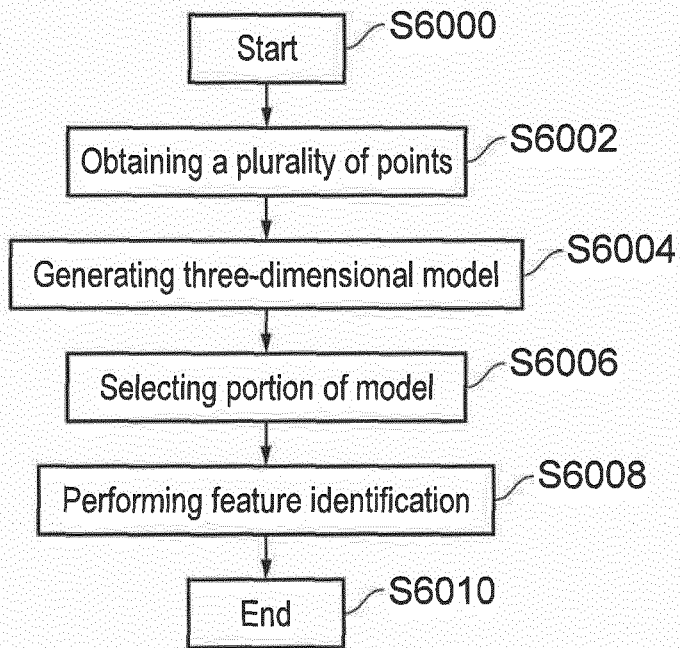 Start
S6000
Obtaining a plurality of points
S6002
Generating three-dimensional model
S6004
Selecting portion of model
S6006
Performing feature identification
S6008
End
S6010